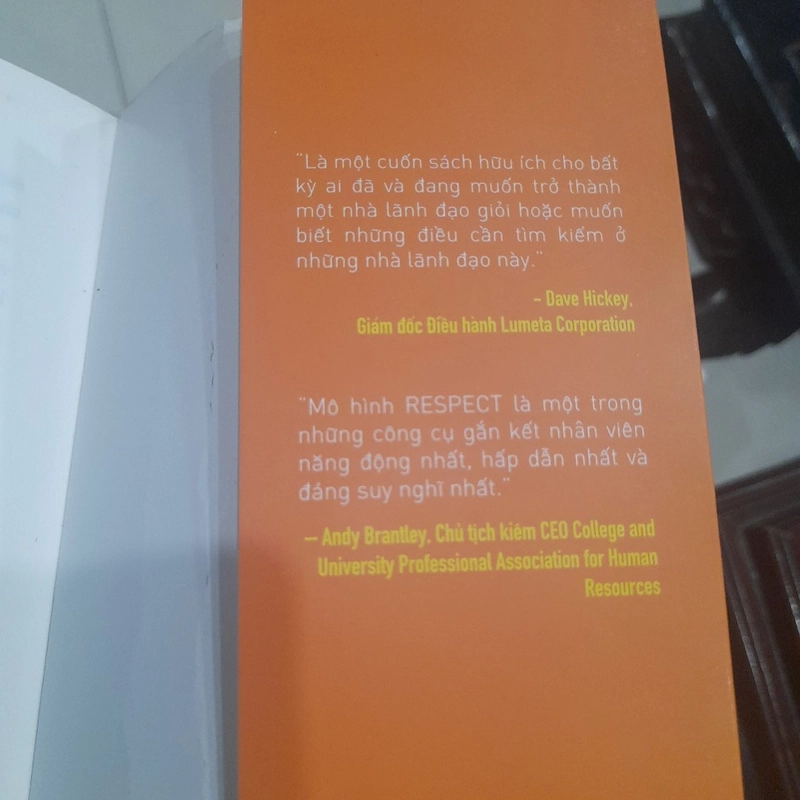 "Là một cuốn sách hữu ích cho bất
kỳ ai đã và đang muốn trở thành
một nhà lãnh đạo giỏi hoặc muốn
biết những điều cần tìm kiếm ở
những nhà lãnh đạo này."
- Dave Hickey,
Giám đốc Điều hành Lumeta Corporation
"Mô hình RESPECT là một trong
những công cụ gắn kết nhân viên
năng động nhất, hấp dẫn nhất và
đáng suy nghĩ nhất."
– Andy Brantley, Chủ tịch kiêm CEO College and
University Professional Association for Human
Resources